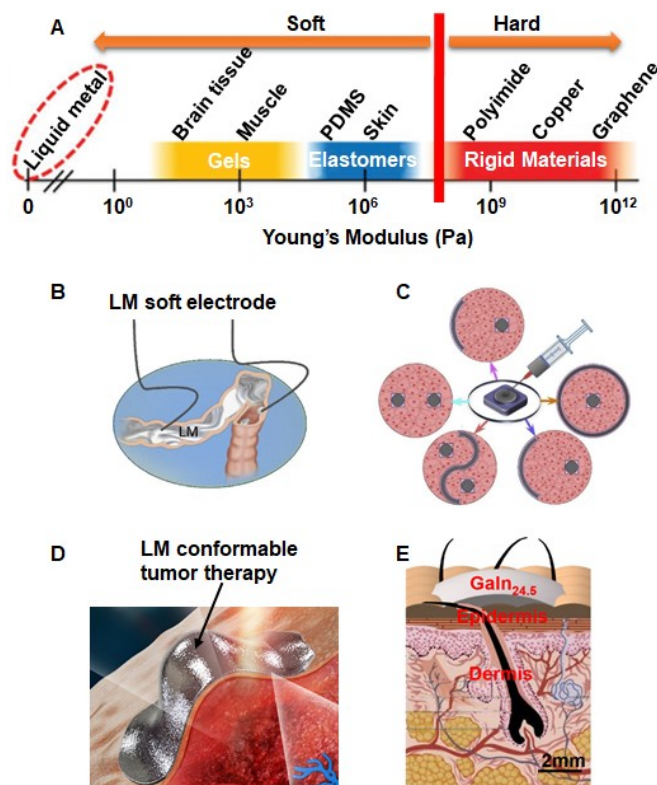 A
Soft
Hard
Liquid metal
Brain tissue
Muscle
PDMS
Skin
Polyimide
Copper
Graphene
Gels
Elastomers
Rigid Materials
0
10⁰
10³
10⁶
10⁹
10¹²
Young's Modulus (Pa)
B
LM soft electrode
LM
C
D
LM conformable
tumor therapy
E
GaIn₂₄.₅
Epidermis
Dermis
2mm